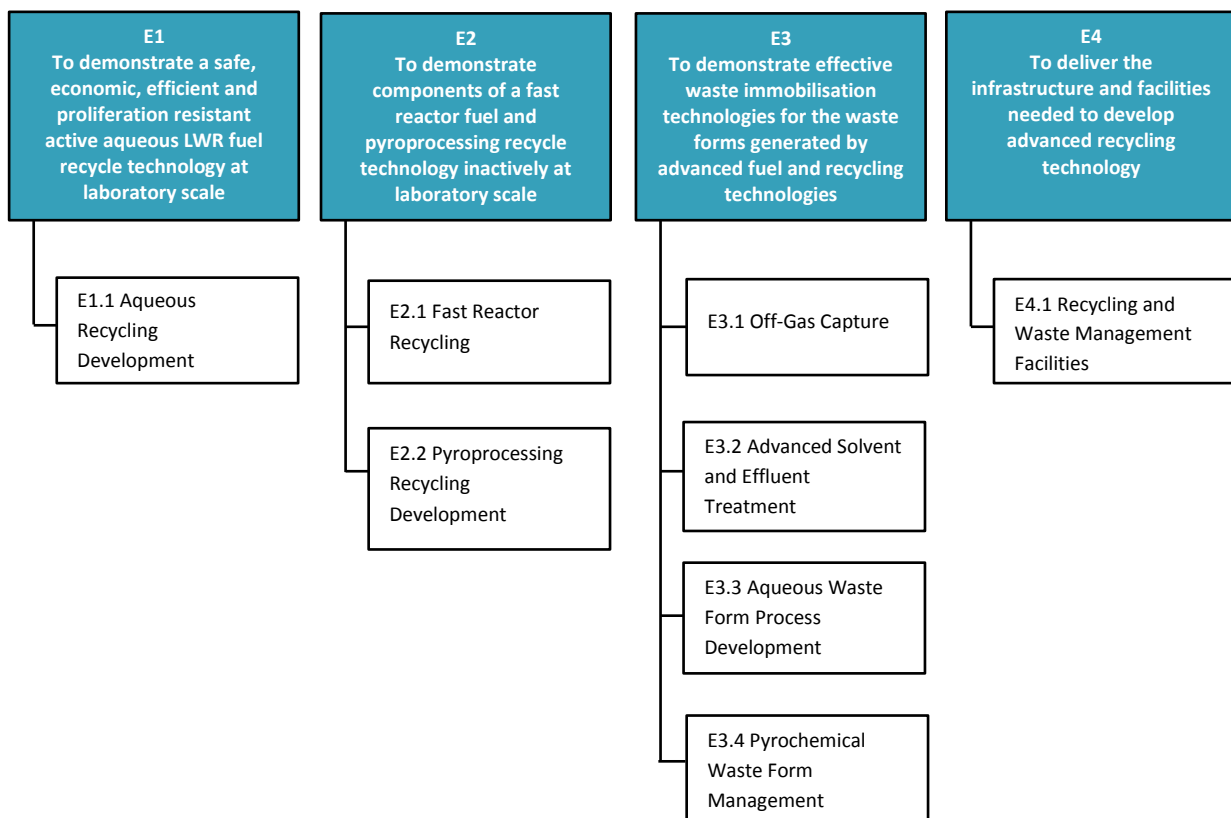 E1
To demonstrate a safe,
economic, efficient and
proliferation resistant
active aqueous LWR fuel
recycle technology at
laboratory scale
E1.1 Aqueous
Recycling
Development
E2
To demonstrate
components of a fast
reactor fuel and
pyroprocessing recycle
technology inactively at
laboratory scale
E2.1 Fast Reactor
Recycling
E2.2 Pyroprocessing
Recycling
Development
E3
To demonstrate effective
waste immobilisation
technologies for the waste
forms generated by
advanced fuel and recycling
technologies
E3.1 Off-Gas Capture
E3.2 Advanced Solvent
and Effluent
Treatment
E3.3 Aqueous Waste
Form Process
Development
E3.4 Pyrochemical
Waste Form
Management
E4
To deliver the
infrastructure and facilities
needed to develop
advanced recycling
technology
E4.1 Recycling and
Waste Management
Facilities